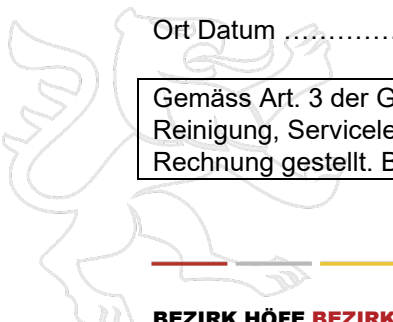 Ort Datum ……………
Gemäss Art. 3 der G
Reinigung, Servicele
Rechnung gestellt. B
BEZIRK HÖFE BEZIRK